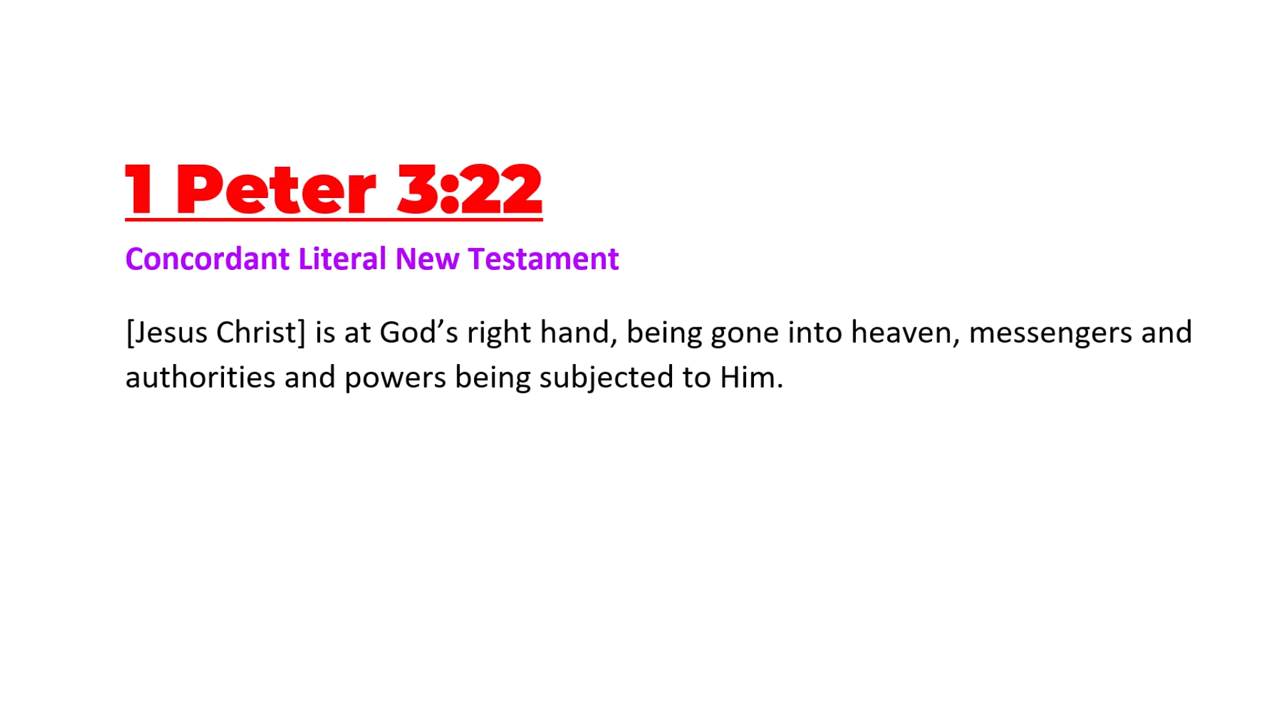 1 Peter 3:22
Concordant Literal New Testament
[Jesus Christ] is at God’s right hand, being gone into heaven, messengers and
authorities and powers being subjected to Him.